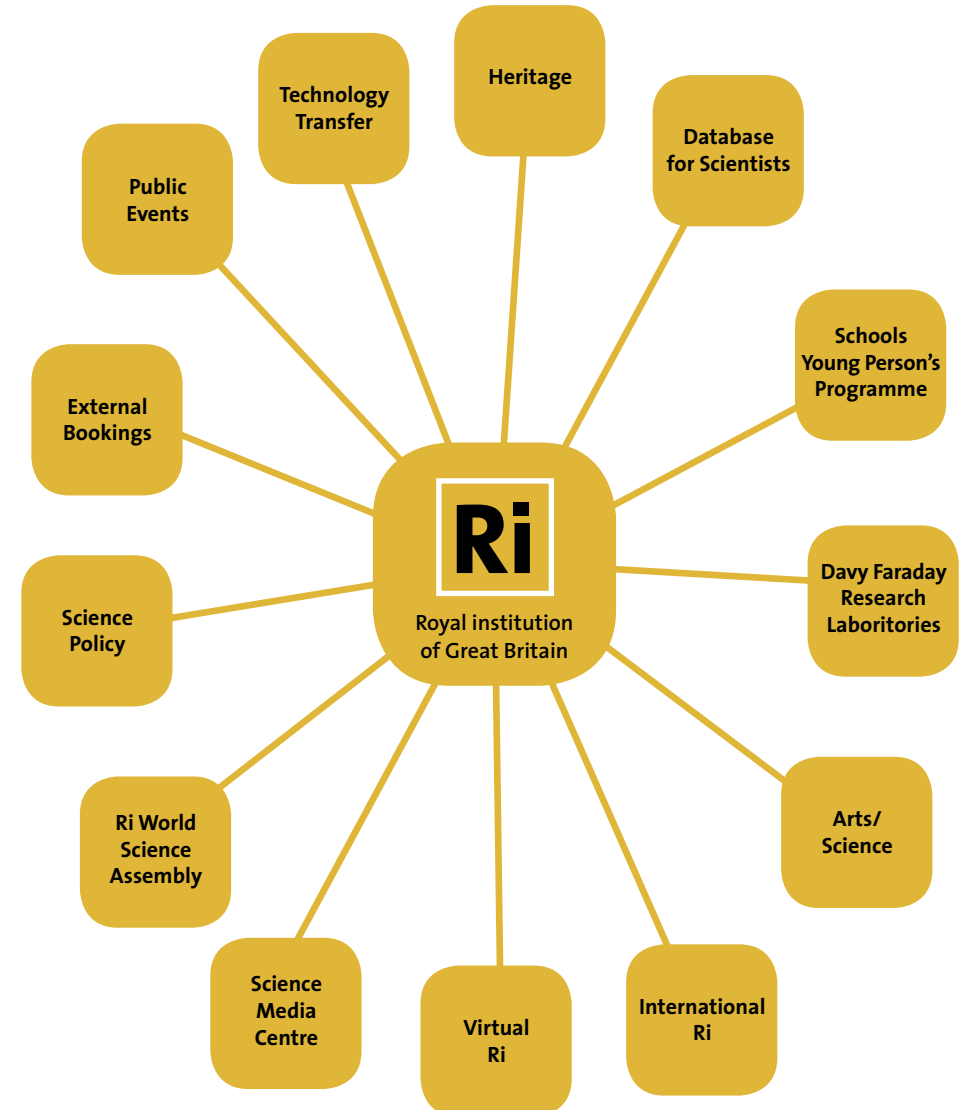 Heritage
Technology
Transfer
Database
for Scientists
Public
Events
Schools
Young Person's
Programme
External
Bookings
Ri
Royal institution
of Great Britain
Davy Faraday
Research
Laboritories
Science
Policy
Ri World
Science
Assembly
Arts/
Science
Science
Media
Centre
Virtual
Ri
International
Ri